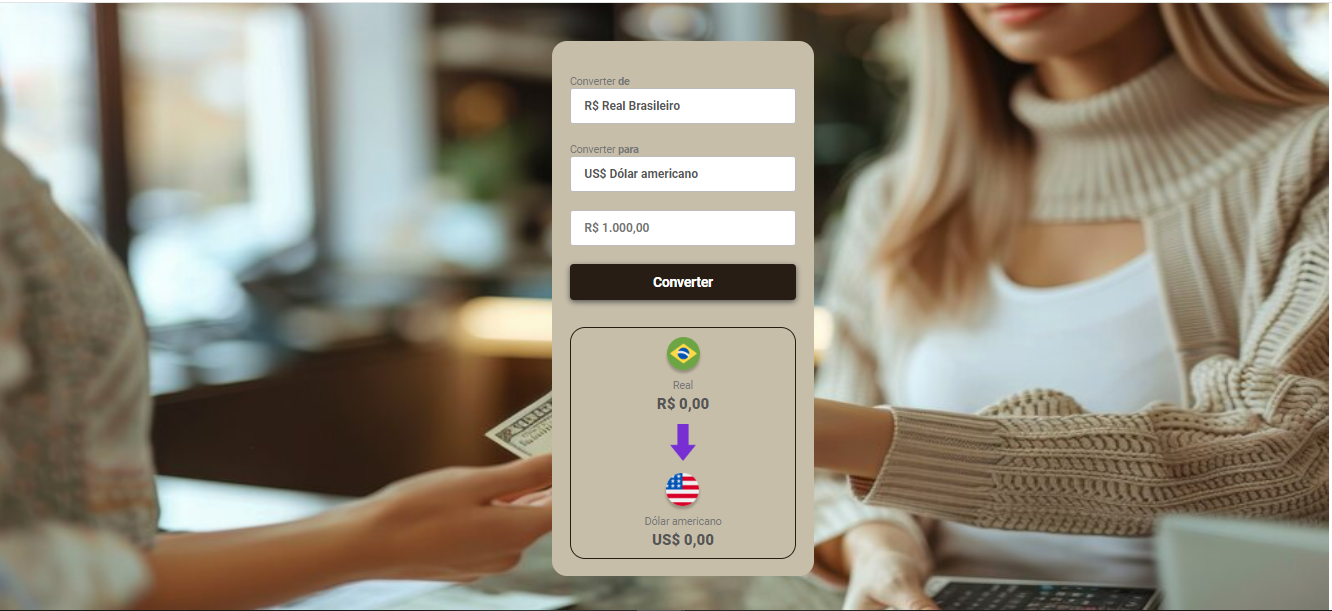 Converter de
R$ Real Brasileiro
Converter para
US$ Dólar americano
R$ 1.000,00
Converter
Real
R$ 0,00
Dólar americano
US$ 0,00